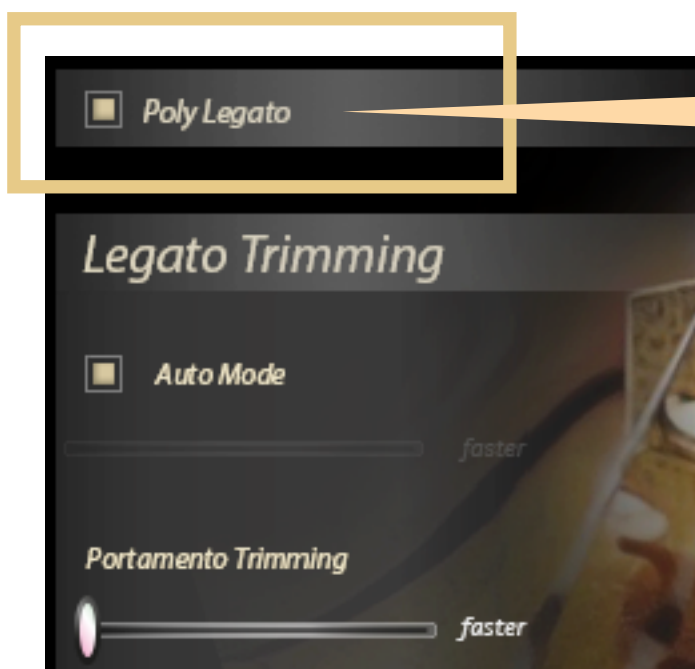 Poly Legato
Legato Trimming
Auto Mode
faster
Portamento Trimming
faster